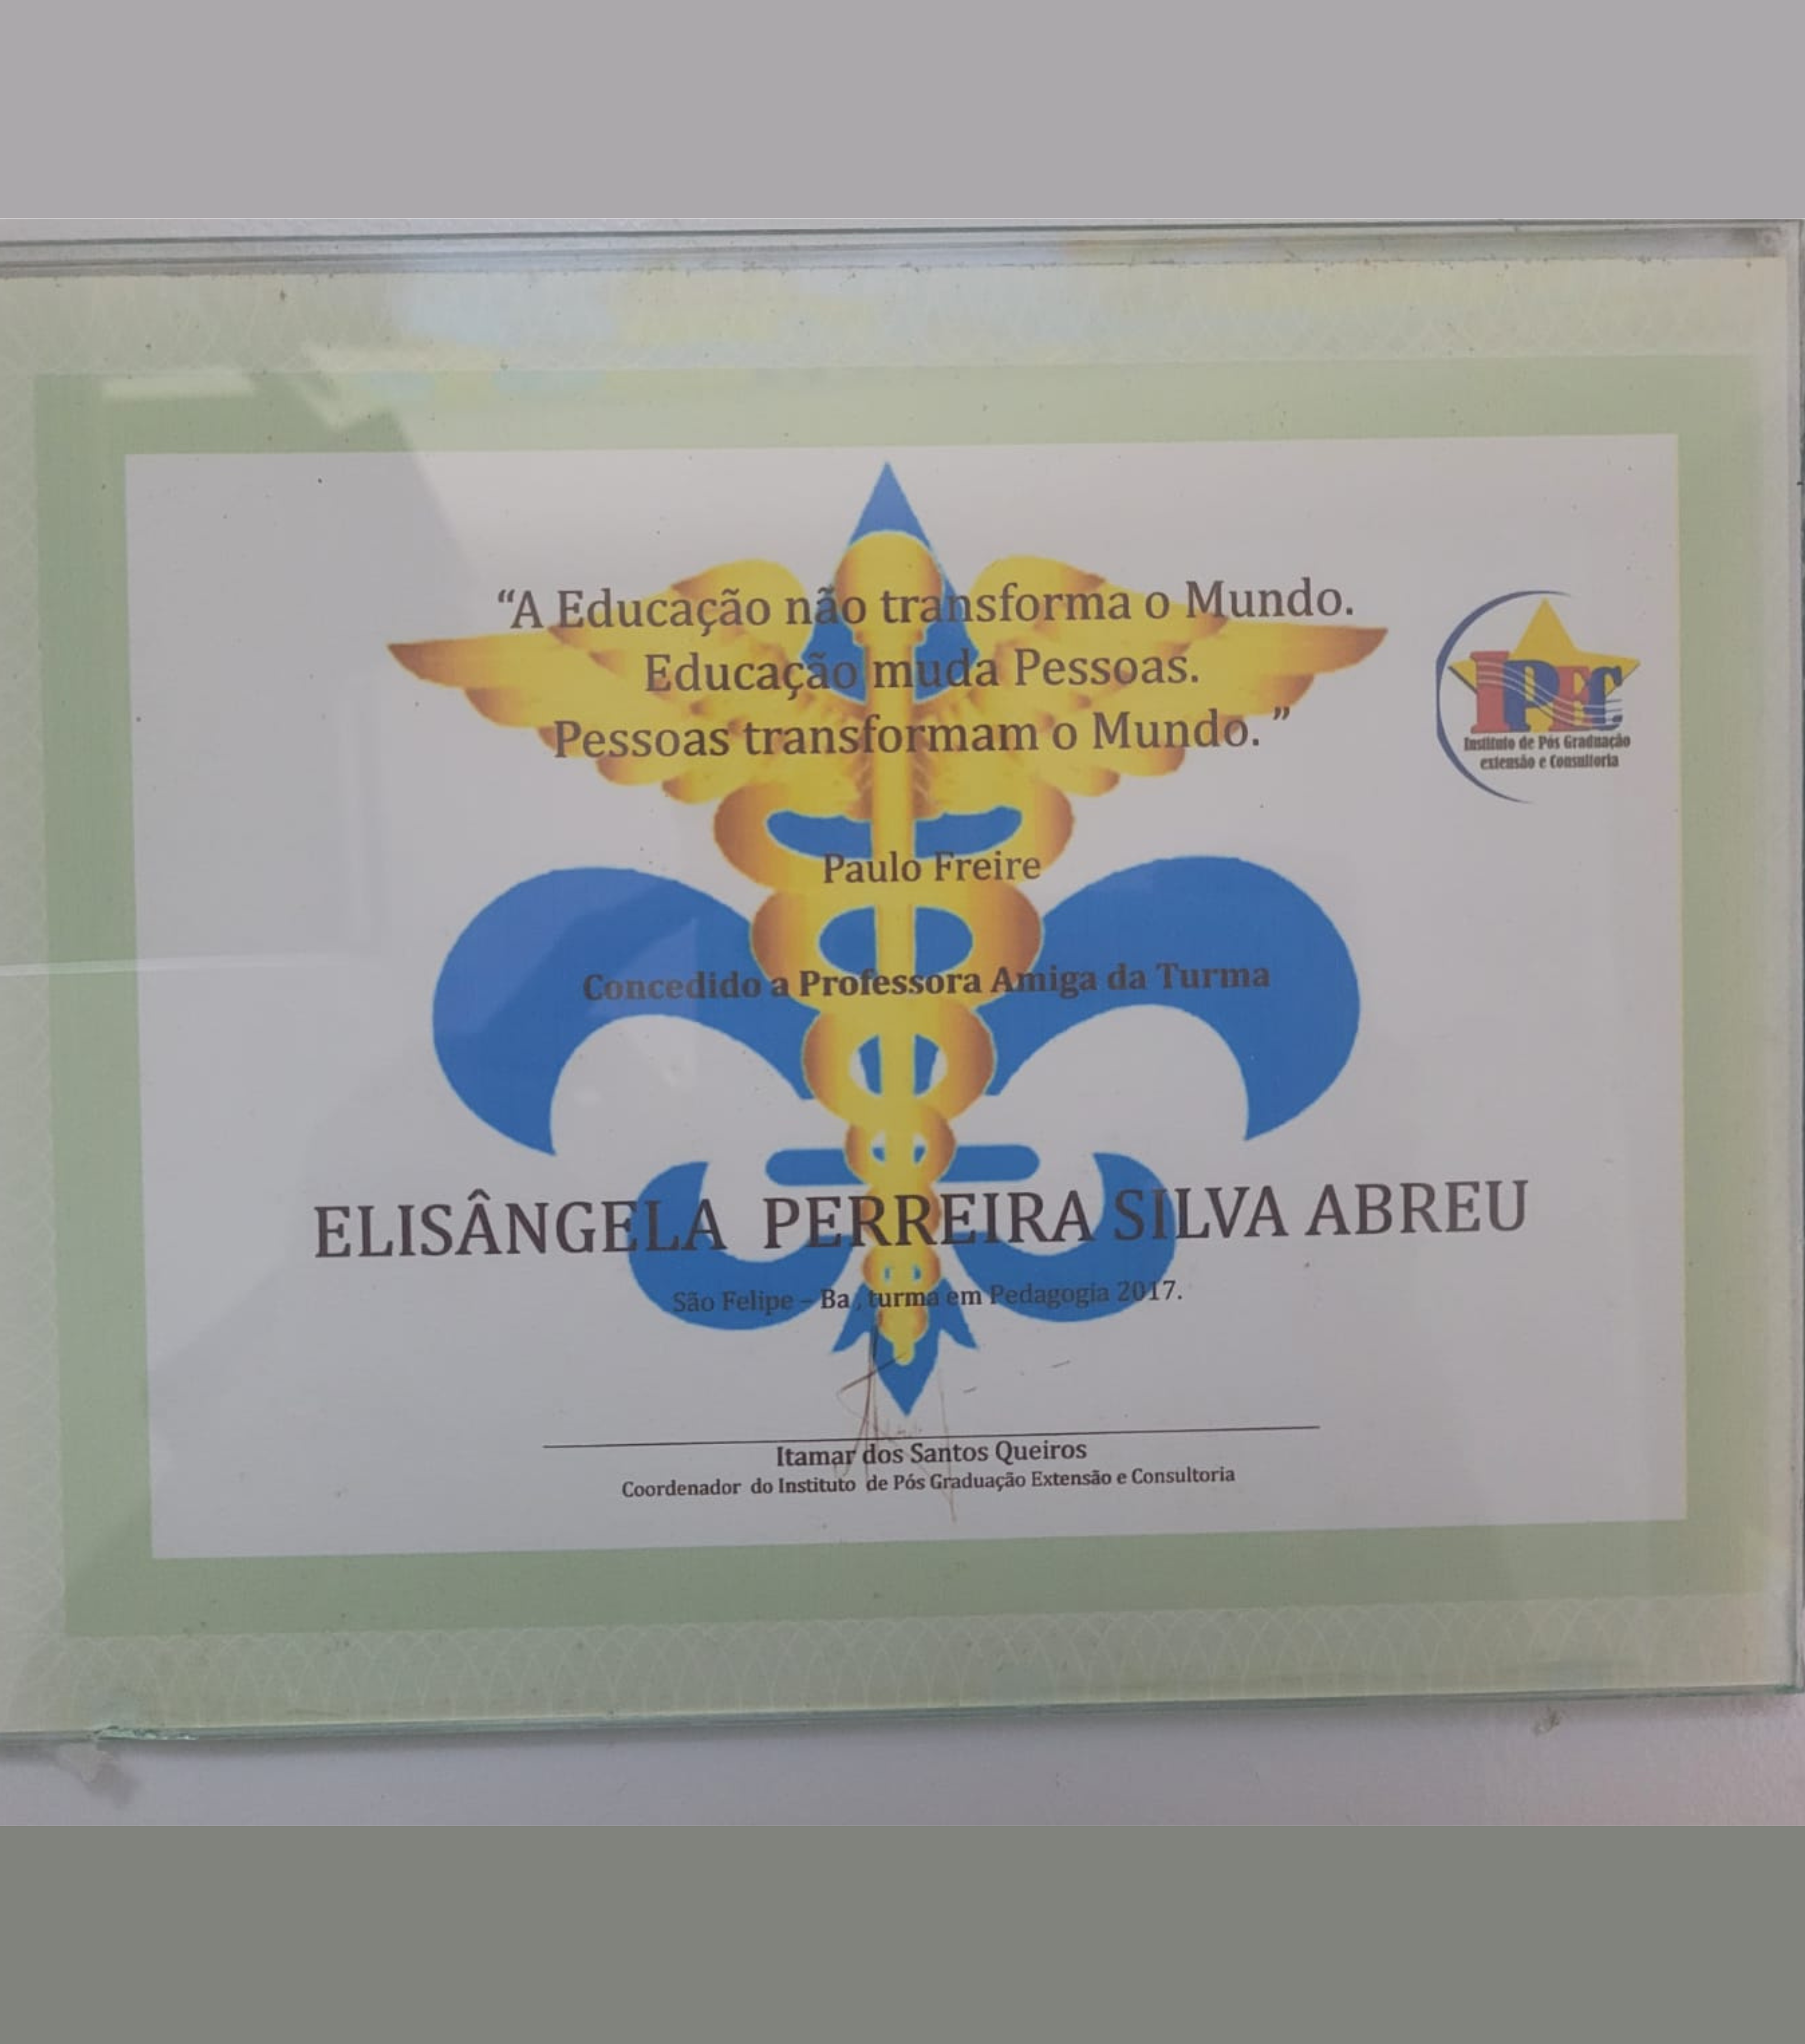 “A Educação não transforma o Mundo.
Educação muda Pessoas.
Pessoas transformam o Mundo.”
IPEC
Instituto de Pós Graduação
extensão e Consultoria
Paulo Freire
Concedido a Professora Amiga da Turma
ELISÂNGELA PERREIRA SILVA ABREU
São Felipe – Ba, turma em Pedagogia 2017.
Itamar dos Santos Queiros
Coordenador do Instituto de Pós Graduação Extensão e Consultoria